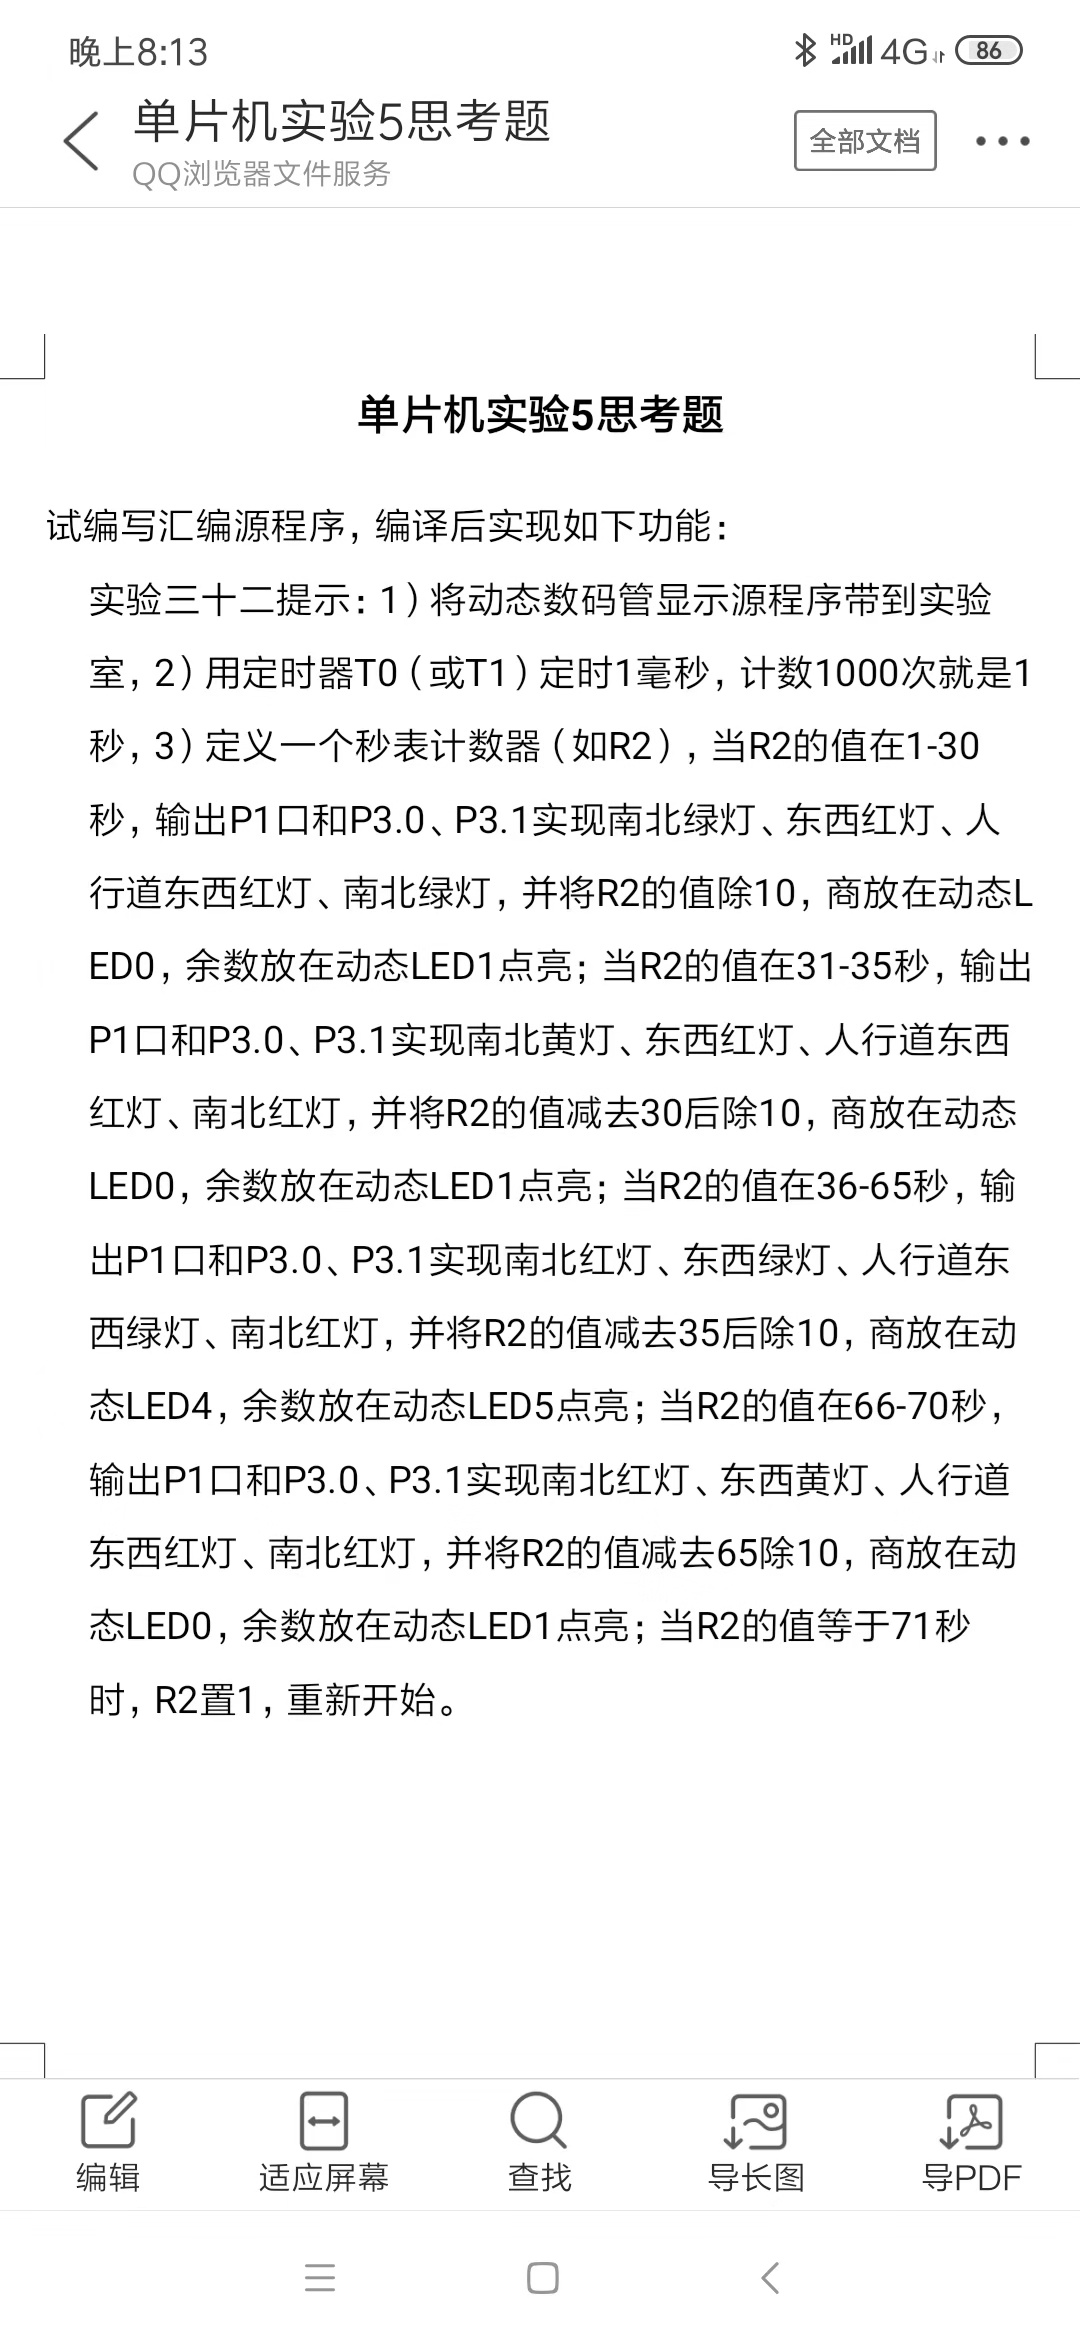 晚上8:13
HD 4G 86
单片机实验5思考题
QQ浏览器文件服务
全部文档
单片机实验5思考题
试编写汇编源程序，编译后实现如下功能：
实验三十二提示：1）将动态数码管显示源程序带到实验
室，2）用定时器T0（或T1）定时1毫秒，计数1000次就是1
秒，3）定义一个秒表计数器（如R2），当R2的值在1-30
秒，输出P1口和P3.0、P3.1实现南北绿灯、东西红灯、人
行道东西红灯、南北绿灯，并将R2的值除10，商放在动态L
ED0，余数放在动态LED1点亮；当R2的值在31-35秒，输出
P1口和P3.0、P3.1实现南北黄灯、东西红灯、人行道东西
红灯、南北红灯，并将R2的值减去30后除10，商放在动态
LED0，余数放在动态LED1点亮；当R2的值在36-65秒，输
出P1口和P3.0、P3.1实现南北红灯、东西绿灯、人行道东
西绿灯、南北红灯，并将R2的值减去35后除10，商放在动
态LED4，余数放在动态LED5点亮；当R2的值在66-70秒，
输出P1口和P3.0、P3.1实现南北红灯、东西黄灯、人行道
东西红灯、南北红灯，并将R2的值减去65除10，商放在动
态LED0，余数放在动态LED1点亮；当R2的值等于71秒
时，R2置1，重新开始。
编辑
适应屏幕
查找
导长图
导PDF